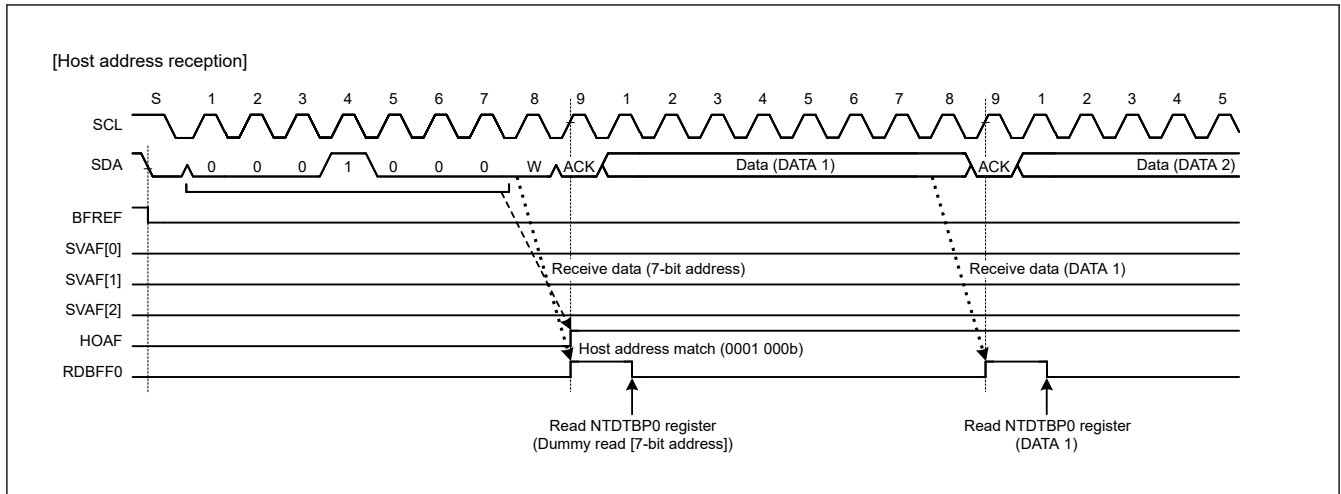 [Host address reception]
S 1 2 3 4 5 6 7 8 9 1 2 3 4 5 6 7 8 9 1 2 3 4 5
SCL
SDA 0 0 0 1 0 0 0 W ACK Data (DATA 1) ACK Data (DATA 2)
BFREF
SVAF[0]
Receive data (7-bit address) Receive data (DATA 1)
SVAF[1]
SVAF[2]
HOAF
Host address match (0001 000b)
RDBFF0
Read NTDTBP0 register Read NTDTBP0 register
(Dummy read [7-bit address]) (DATA 1)